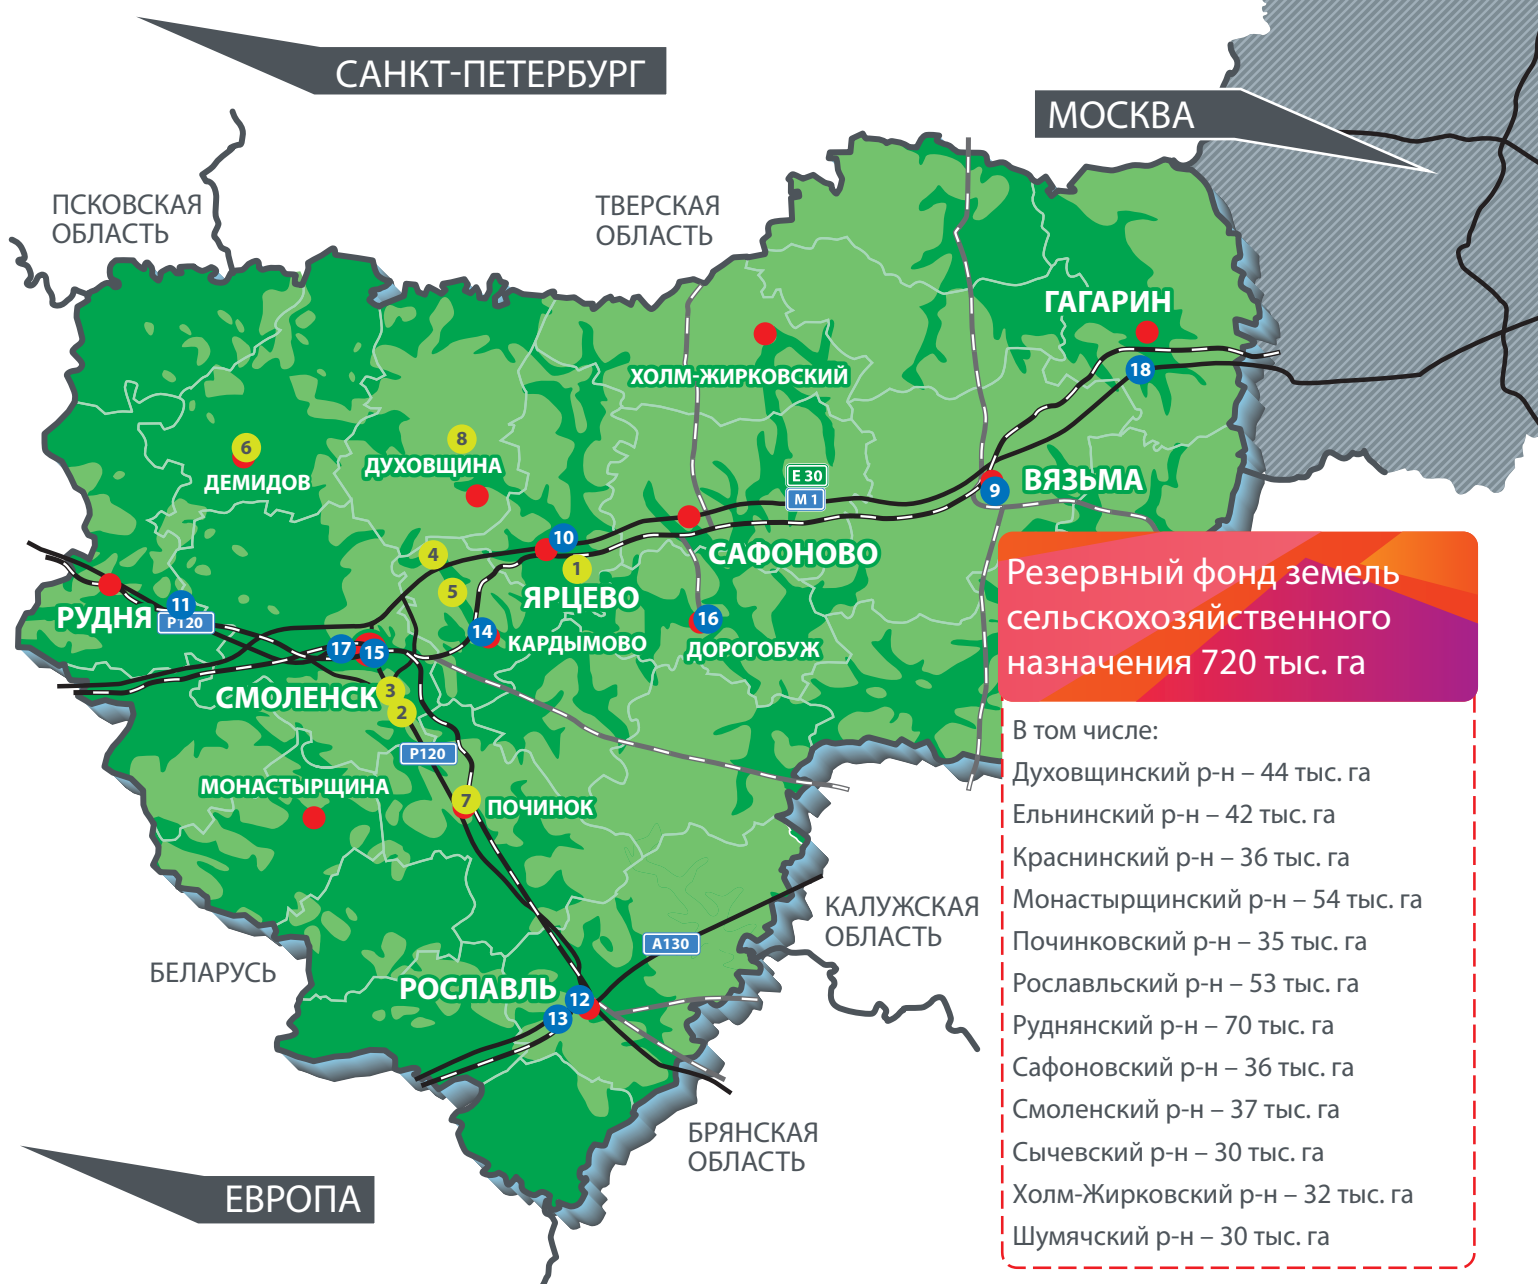 САНКТ-ПЕТЕРБУРГ
МОСКВА
ПСКОВСКАЯ
ОБЛАСТЬ
ТВЕРСКАЯ
ОБЛАСТЬ
ГАГАРИН
18
ХОЛМ-ЖИРКОВСКИЙ
6
ДЕМИДОВ
8
ДУХОВЩИНА
E 30
M 1
ВЯЗЬМА
9
10
САФОНОВО
4
1
5
ЯРЦЕВО
11
РУДНЯ
P120
14
КАРДЫМОВО
16
ДОРОГОБУЖ
17
15
СМОЛЕНСК
3
2
P120
МОНАСТЫРЩИНА
7
ПОЧИНОК
КАЛУЖСКАЯ
ОБЛАСТЬ
A130
БЕЛАРУСЬ
РОСЛАВЛЬ
12
13
БРЯНСКАЯ
ОБЛАСТЬ
ЕВРОПА
Резервный фонд земель
сельскохозяйственного
назначения 720 тыс. га
В том числе:
Духовщинский р-н – 44 тыс. га
Ельнинский р-н – 42 тыс. га
Краснинский р-н – 36 тыс. га
Монастырщинский р-н – 54 тыс. га
Починковский р-н – 35 тыс. га
Рославльский р-н – 53 тыс. га
Руднянский р-н – 70 тыс. га
Сафоновский р-н – 36 тыс. га
Смоленский р-н – 37 тыс. га
Сычевский р-н – 30 тыс. га
Холм-Жирковский р-н – 32 тыс. га
Шумячский р-н – 30 тыс. га